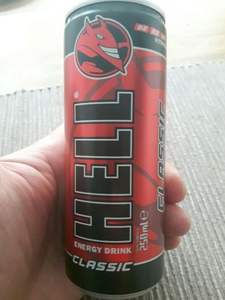 HELL
ENERGY DRINK
CLASSIC
CLASSIC
250ml e